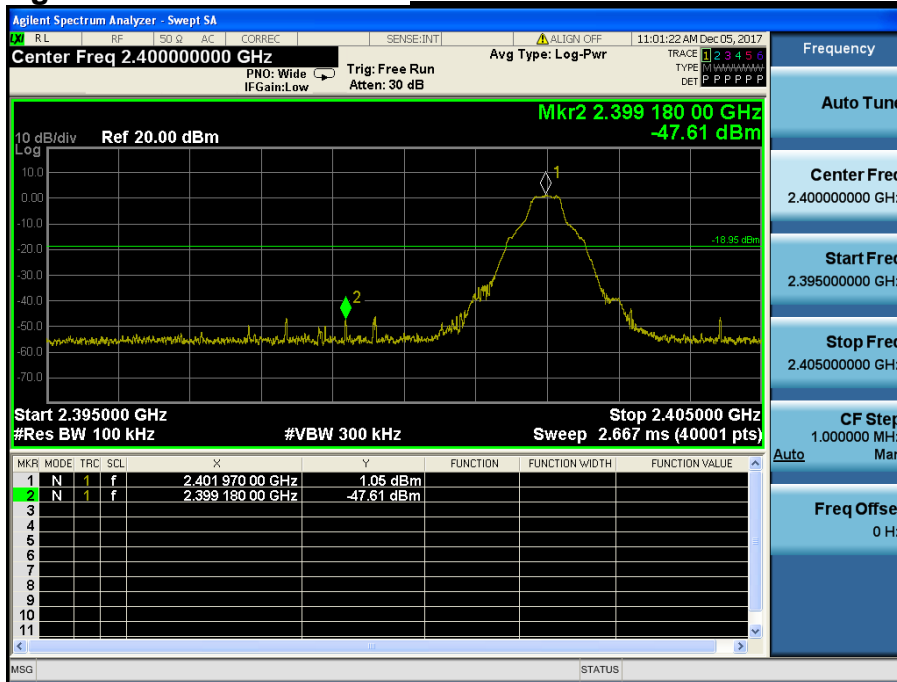 Agilent Spectrum Analyzer - Swept SA
LXI RL RF 50 Ω AC CORREC SENSE:INT ALIGN OFF 11:01:22 AM Dec 05, 2017
Center Freq 2.400000000 GHz
PNO: Wide
IFGain:Low
Trig: Free Run
Atten: 30 dB
Avg Type: Log-Pwr
TRACE 1 2 3 4 5 6
TYPE M WWWWW
DET P P P P P P
Mkr2 2.399 180 00 GHz
-47.61 dBm
10 dB/div Ref 20.00 dBm
Log
10.0
0.00
-10.0
-20.0
-30.0
-40.0
-50.0
-60.0
-70.0
1
2
-18.95 dBm
Start 2.395000 GHz
Stop 2.405000 GHz
#Res BW 100 kHz #VBW 300 kHz Sweep 2.667 ms (40001 pts)
MKR MODE TRC SCL X Y FUNCTION FUNCTION WIDTH FUNCTION VALUE
1 N 1 f 2.401 970 00 GHz 1.05 dBm
2 N 1 f 2.399 180 00 GHz -47.61 dBm
3
4
5
6
7
8
9
10
11
MSG STATUS
Frequency
Auto Tune
Center Freq
2.400000000 GHz
Start Freq
2.395000000 GHz
Stop Freq
2.405000000 GHz
CF Step
1.000000 MHz
Auto Man
Freq Offset
0 Hz